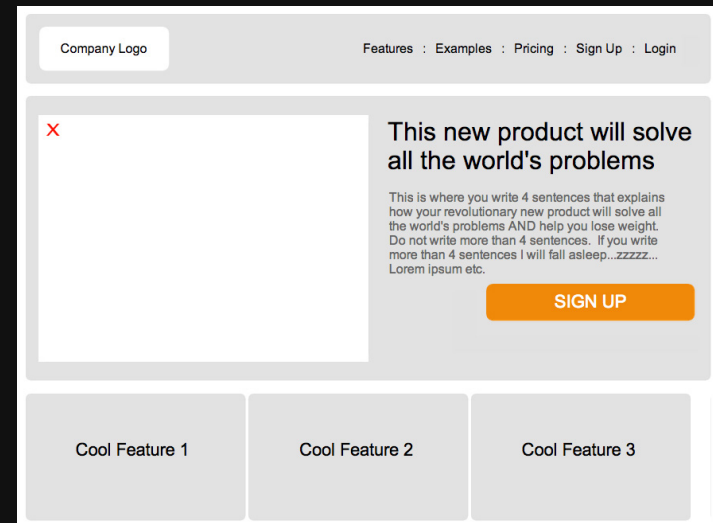 Company Logo
Features : Examples : Pricing : Sign Up : Login
X
This new product will solve
all the world's problems
This is where you write 4 sentences that explains
how your revolutionary new product will solve all
the world's problems AND help you lose weight.
Do not write more than 4 sentences.  If you write
more than 4 sentences I will fall asleep...zzzzz...
Lorem ipsum etc.
SIGN UP
Cool Feature 1
Cool Feature 2
Cool Feature 3